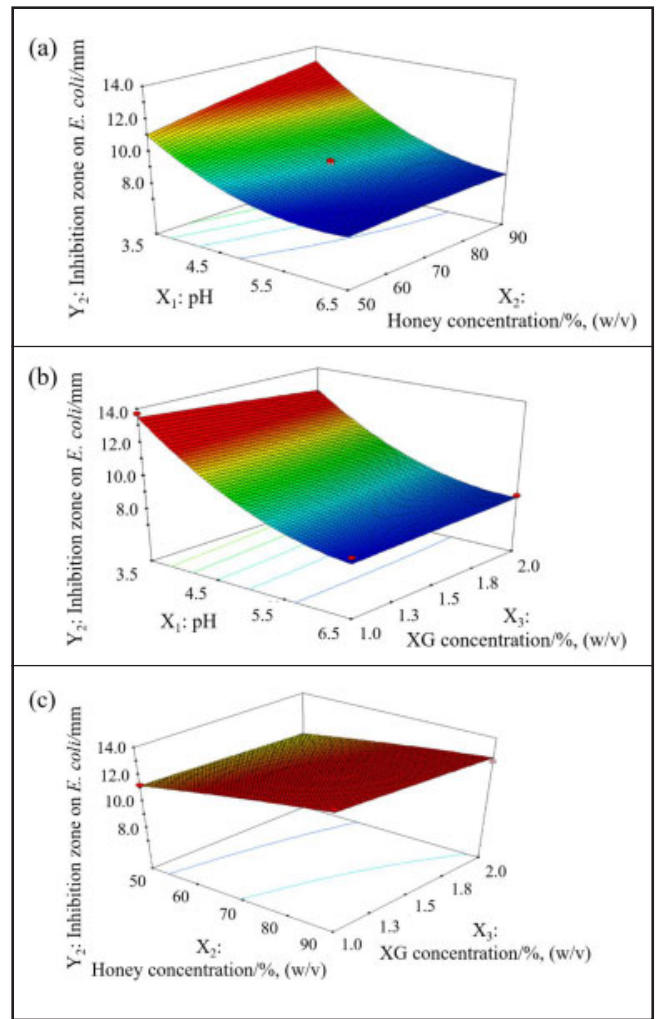 (a)
Y₂: Inhibition zone on E. coli/mm
14.0
12.0
10.0
8.0
3.5
4.5
5.5
6.5
X₁: pH
50
60
70
80
90
X₂:
Honey concentration/%, (w/v)
(b)
Y₂: Inhibition zone on E. coli/mm
14.0
12.0
10.0
8.0
3.5
4.5
5.5
6.5
X₁: pH
1.0
1.3
1.5
1.8
2.0
X₃:
XG concentration/%, (w/v)
(c)
Y₂: Inhibition zone on E. coli/mm
14.0
12.0
10.0
8.0
50
60
70
80
90
X₂:
Honey concentration/%, (w/v)
1.0
1.3
1.5
1.8
2.0
X₃:
XG concentration/%, (w/v)